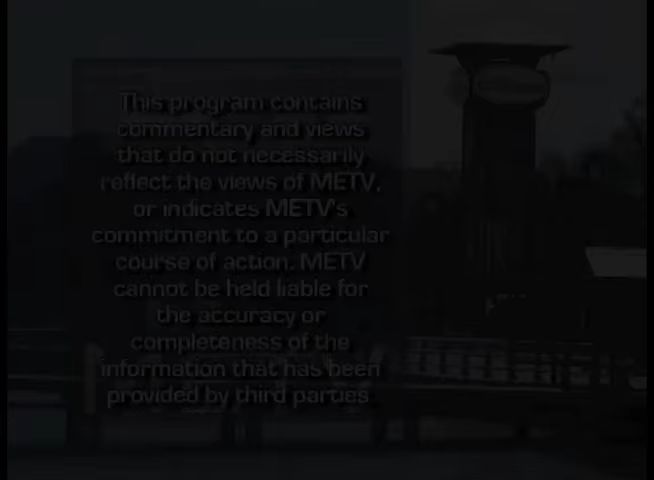 This program contains
commentary and views
that do not necessarily
reflect the views of METV,
or indicates METV's
commitment to a particular
course of action. METV
cannot be held liable for
the accuracy or
completeness of the
information that has been
provided by third parties